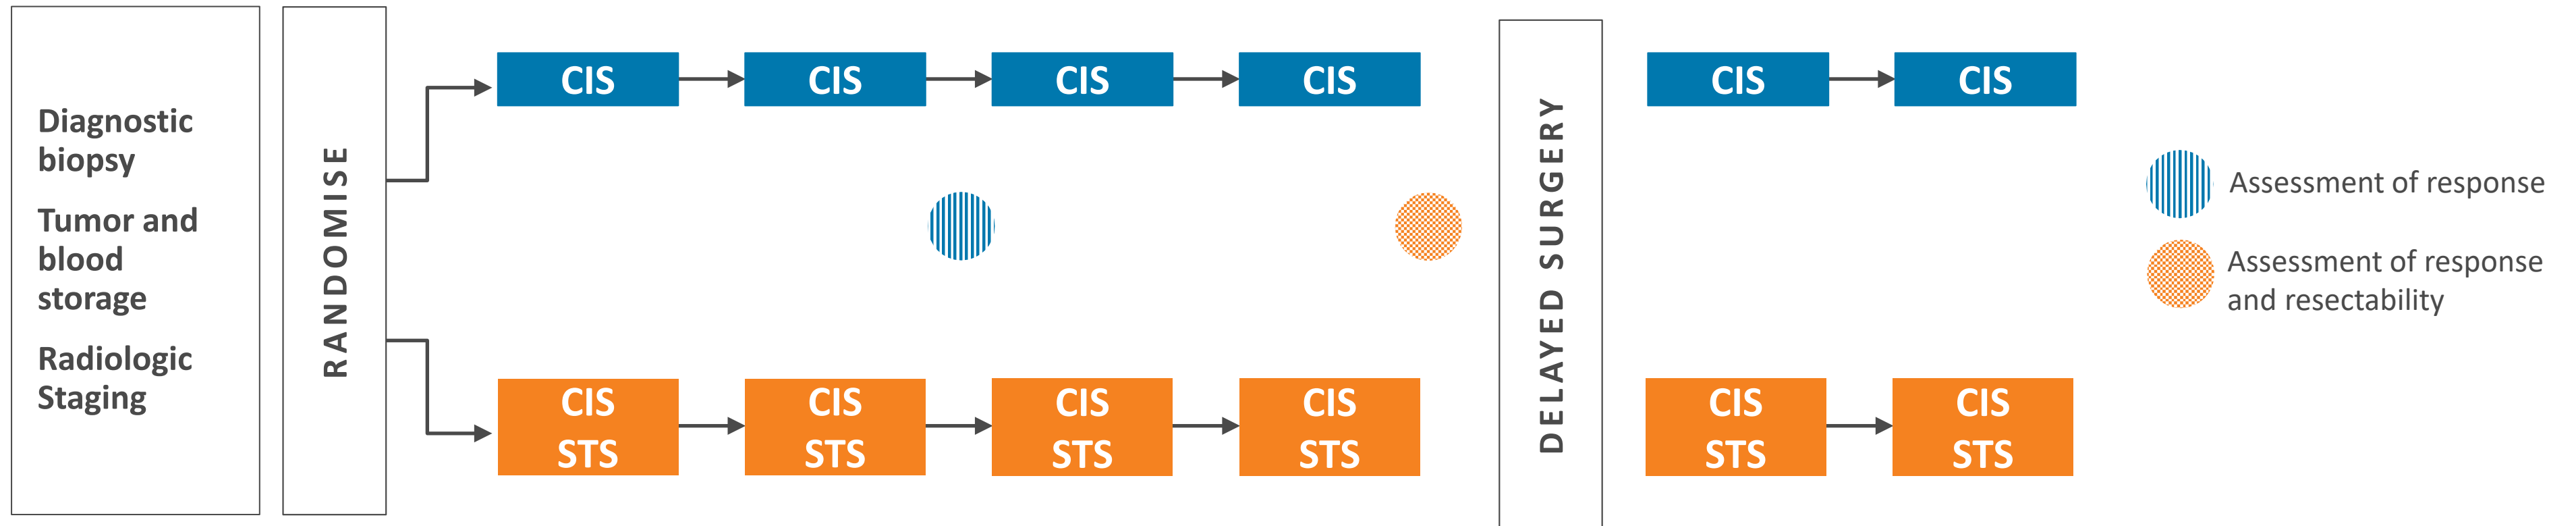 Diagnostic
biopsy
Tumor and
blood
storage
Radiologic
Staging
RANDOMISE
CIS
CIS
CIS
CIS
CIS
STS
CIS
STS
CIS
STS
CIS
STS
DELAYED SURGERY
CIS
CIS
CIS
STS
CIS
STS
Assessment of response
Assessment of response
and resectability